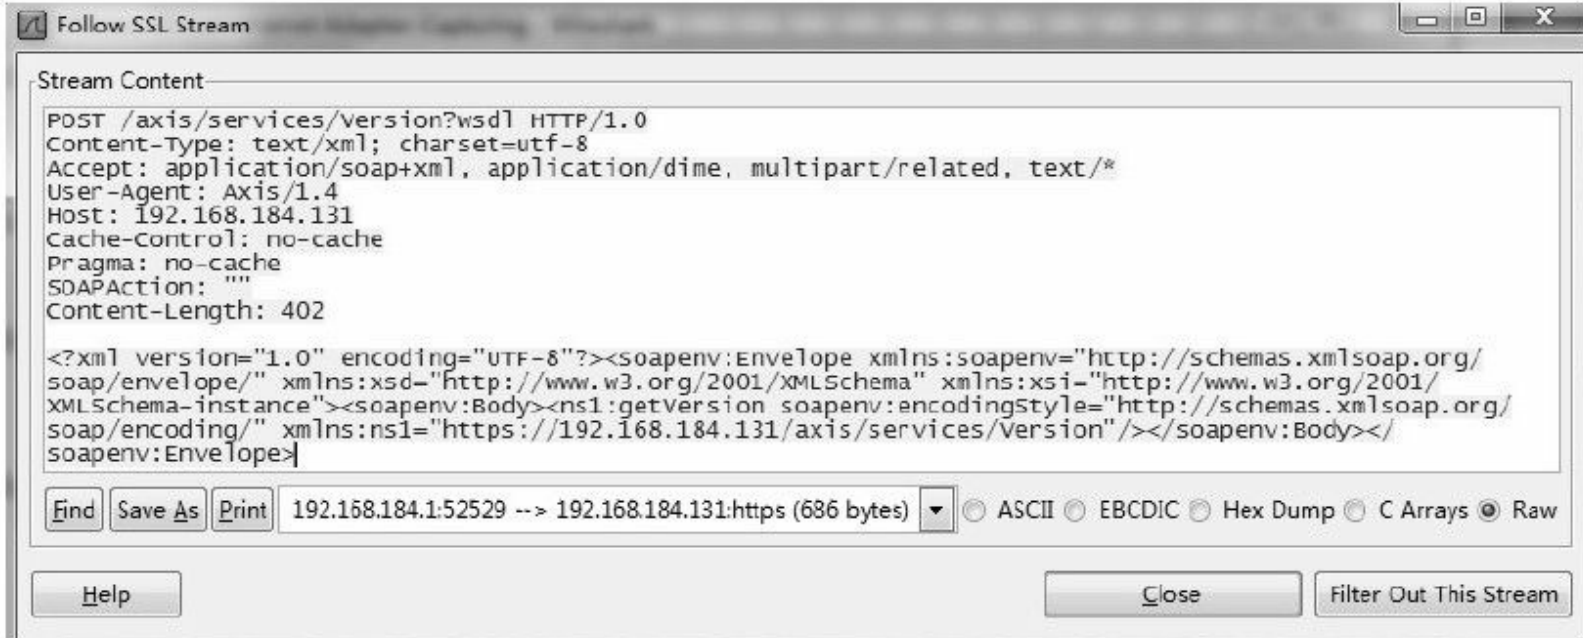 Follow SSL Stream
Stream Content
POST /axis/services/Version?wsdl HTTP/1.0
Content-Type: text/xml; charset=utf-8
Accept: application/soap+xml, application/dime, multipart/related, text/*
User-Agent: Axis/1.4
Host: 192.168.184.131
Cache-Control: no-cache
Pragma: no-cache
SOAPAction: ""
Content-Length: 402
<?xml version="1.0" encoding="UTF-8"?><soapenv:Envelope xmlns:soapenv="http://schemas.xmlsoap.org/
soap/envelope/" xmlns:xsd="http://www.w3.org/2001/XMLSchema" xmlns:xsi="http://www.w3.org/2001/
XMLSchema-instance"><soapenv:Body><ns1:getVersion soapenv:encodingStyle="http://schemas.xmlsoap.org/
soap/encoding/" xmlns:ns1="https://192.168.184.131/axis/services/Version"/></soapenv:Body></
soapenv:Envelope>
Find Save As Print 192.168.184.1:52529 --> 192.168.184.131:https (686 bytes) ASCII EBCDIC Hex Dump C Arrays Raw
Help Close Filter Out This Stream